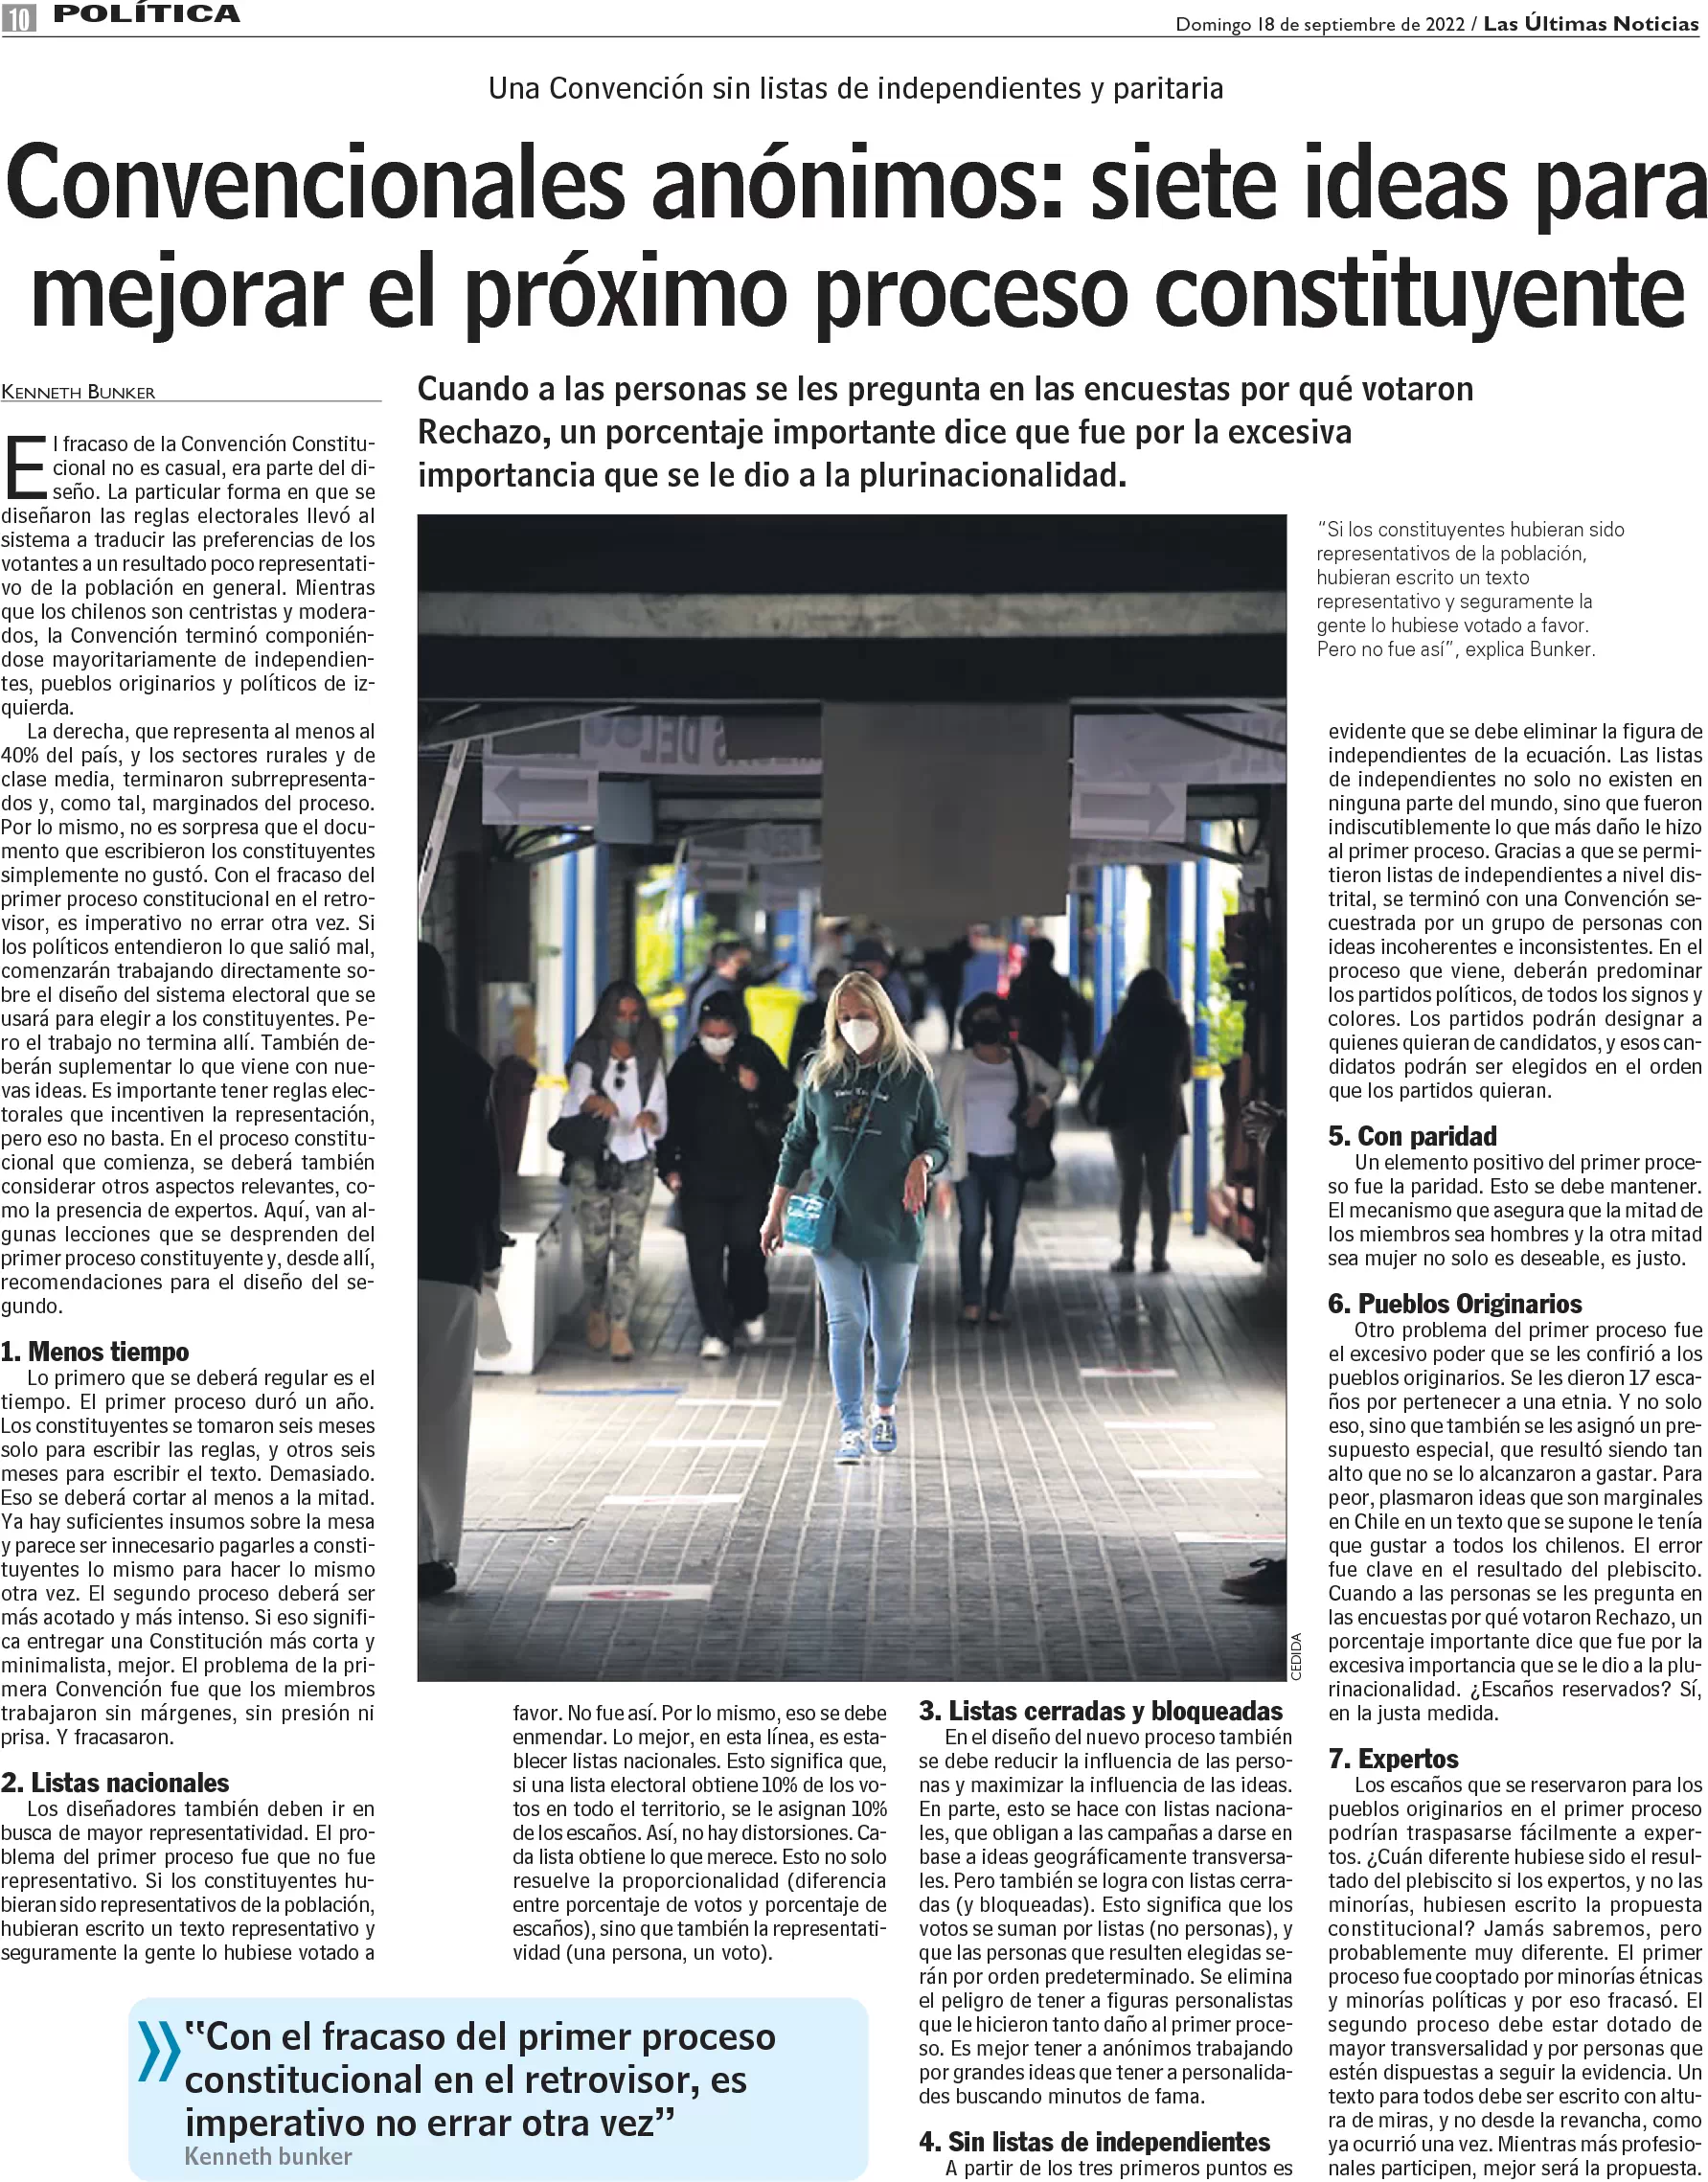 10 POLÍTICA
Domingo 18 de septiembre de 2022 / Las Últimas Noticias
Una Convención sin listas de independientes y paritaria
Convencionales anónimos: siete ideas para
mejorar el próximo proceso constituyente
KENNETH BUNKER
Cuando a las personas se les pregunta en las encuestas por qué votaron
Rechazo, un porcentaje importante dice que fue por la excesiva
importancia que se le dio a la plurinacionalidad.
El fracaso de la Convención Constitu-
cional no es casual, era parte del di-
seño. La particular forma en que se
diseñaron las reglas electorales llevó al
sistema a traducir las preferencias de los
votantes a un resultado poco representati-
vo de la población en general. Mientras
que los chilenos son centristas y modera-
dos, la Convención terminó componién-
dose mayoritariamente de independien-
tes, pueblos originarios y políticos de iz-
quierda.
La derecha, que representa al menos al
40% del país, y los sectores rurales y de
clase media, terminaron subrrepresenta-
dos y, como tal, marginados del proceso.
Por lo mismo, no es sorpresa que el docu-
mento que escribieron los constituyentes
simplemente no gustó. Con el fracaso del
primer proceso constitucional en el retro-
visor, es imperativo no errar otra vez. Si
los políticos entendieron lo que salió mal,
comenzarán trabajando directamente so-
bre el diseño del sistema electoral que se
usará para elegir a los constituyentes. Pe-
ro el trabajo no termina allí. También de-
berán suplementar lo que viene con nue-
vas ideas. Es importante tener reglas elec-
torales que incentiven la representación,
pero eso no basta. En el proceso constitu-
cional que comienza, se deberá también
considerar otros aspectos relevantes, co-
mo la presencia de expertos. Aquí, van al-
gunas lecciones que se desprenden del
primer proceso constituyente y, desde allí,
recomendaciones para el diseño del se-
gundo.
1. Menos tiempo
Lo primero que se deberá regular es el
tiempo. El primer proceso duró un año.
Los constituyentes se tomaron seis meses
solo para escribir las reglas, y otros seis
meses para escribir el texto. Demasiado.
Eso se deberá cortar al menos a la mitad.
Ya hay suficientes insumos sobre la mesa
y parece ser innecesario pagarles a consti-
tuyentes lo mismo para hacer lo mismo
otra vez. El segundo proceso deberá ser
más acotado y más intenso. Si eso signifi-
ca entregar una Constitución más corta y
minimalista, mejor. El problema de la pri-
mera Convención fue que los miembros
trabajaron sin márgenes, sin presión ni
prisa. Y fracasaron.
2. Listas nacionales
Los diseñadores también deben ir en
busca de mayor representatividad. El pro-
blema del primer proceso fue que no fue
representativo. Si los constituyentes hu-
bieran sido representativos de la población,
hubieran escrito un texto representativo y
seguramente la gente lo hubiese votado a
favor. No fue así. Por lo mismo, eso se debe
enmendar. Lo mejor, en esta línea, es esta-
blecer listas nacionales. Esto significa que,
si una lista electoral obtiene 10% de los vo-
tos en todo el territorio, se le asignan 10%
de los escaños. Así, no hay distorsiones. Ca-
da lista obtiene lo que merece. Esto no solo
resuelve la proporcionalidad (diferencia
entre porcentaje de votos y porcentaje de
escaños), sino que también la representati-
vidad (una persona, un voto).
"Con el fracaso del primer proceso
constitucional en el retrovisor, es
imperativo no errar otra vez"
Kenneth bunker
CEDIDA
3. Listas cerradas y bloqueadas
En el diseño del nuevo proceso también
se debe reducir la influencia de las perso-
nas y maximizar la influencia de las ideas.
En parte, esto se hace con listas naciona-
les, que obligan a las campañas a darse en
base a ideas geográficamente transversa-
les. Pero también se logra con listas cerra-
das (y bloqueadas). Esto significa que los
votos se suman por listas (no personas), y
que las personas que resulten elegidas se-
rán por orden predeterminado. Se elimina
el peligro de tener a figuras personalistas
que le hicieron tanto daño al primer proce-
so. Es mejor tener a anónimos trabajando
por grandes ideas que tener a personalida-
des buscando minutos de fama.
4. Sin listas de independientes
A partir de los tres primeros puntos es
"Si los constituyentes hubieran sido
representativos de la población,
hubieran escrito un texto
representativo y seguramente la
gente lo hubiese votado a favor.
Pero no fue así", explica Bunker.
evidente que se debe eliminar la figura de
independientes de la ecuación. Las listas
de independientes no solo no existen en
ninguna parte del mundo, sino que fueron
indiscutiblemente lo que más daño le hizo
al primer proceso. Gracias a que se permi-
tieron listas de independientes a nivel dis-
trital, se terminó con una Convención se-
cuestrada por un grupo de personas con
ideas incoherentes e inconsistentes. En el
proceso que viene, deberán predominar
los partidos políticos, de todos los signos y
colores. Los partidos podrán designar a
quienes quieran de candidatos, y esos can-
didatos podrán ser elegidos en el orden
que los partidos quieran.
5. Con paridad
Un elemento positivo del primer proce-
so fue la paridad. Esto se debe mantener.
El mecanismo que asegura que la mitad de
los miembros sea hombres y la otra mitad
sea mujer no solo es deseable, es justo.
6. Pueblos Originarios
Otro problema del primer proceso fue
el excesivo poder que se les confirió a los
pueblos originarios. Se les dieron 17 esca-
ños por pertenecer a una etnia. Y no solo
eso, sino que también se les asignó un pre-
supuesto especial, que resultó siendo tan
alto que no se lo alcanzaron a gastar. Para
peor, plasmaron ideas que son marginales
en Chile en un texto que se supone le tenía
que gustar a todos los chilenos. El error
fue clave en el resultado del plebiscito.
Cuando a las personas se les pregunta en
las encuestas por qué votaron Rechazo, un
porcentaje importante dice que fue por la
excesiva importancia que se le dio a la plu-
rinacionalidad. ¿Escaños reservados? Sí,
en la justa medida.
7. Expertos
Los escaños que se reservaron para los
pueblos originarios en el primer proceso
podrían traspasarse fácilmente a exper-
tos. ¿Cuán diferente hubiese sido el resul-
tado del plebiscito si los expertos, y no las
minorías, hubiesen escrito la propuesta
constitucional? Jamás sabremos, pero
probablemente muy diferente. El primer
proceso fue cooptado por minorías étnicas
y minorías políticas y por eso fracasó. El
segundo proceso debe estar dotado de
mayor transversalidad y por personas que
estén dispuestas a seguir la evidencia. Un
texto para todos debe ser escrito con altu-
ra de miras, y no desde la revancha, como
ya ocurrió una vez. Mientras más profesio-
nales participen, mejor será la propuesta.